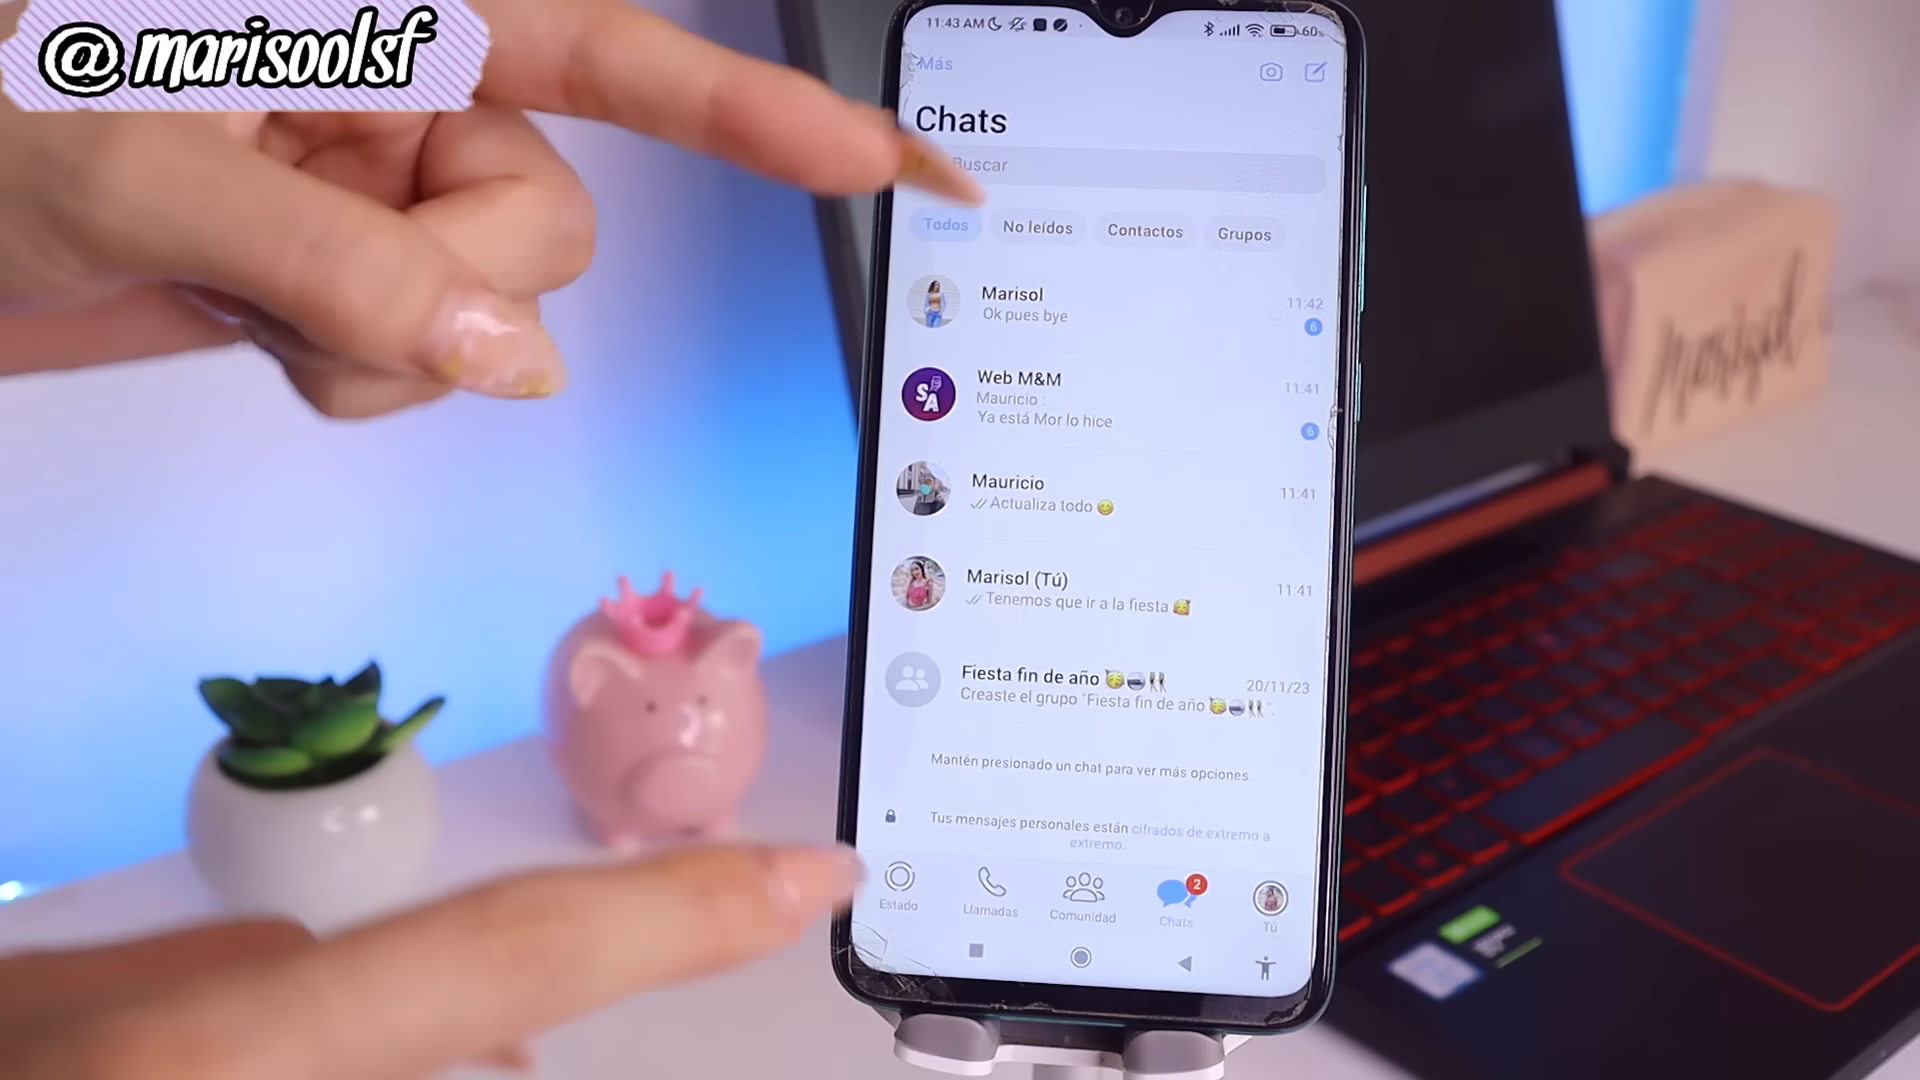 @marisoolsf
11:43 AM
60
Más
Chats
Buscar
Todos
No leídos
Contactos
Grupos
Marisol
11:42
Ok pues bye
6
Web M&M
11:41
Mauricio :
Ya está Mor lo hice
6
SA
Mauricio
11:41
Actualiza todo 😄
Marisol (Tú)
11:41
Tenemos que ir a la fiesta 🥰
Fiesta fin de año
20/11/23
Creaste el grupo "Fiesta fin de año
Mantén presionado un chat para ver más opciones.
Tus mensajes personales están cifrados de extremo a
extremo.
2
Estado
Llamadas
Comunidad
Chats
Tú
Marisol